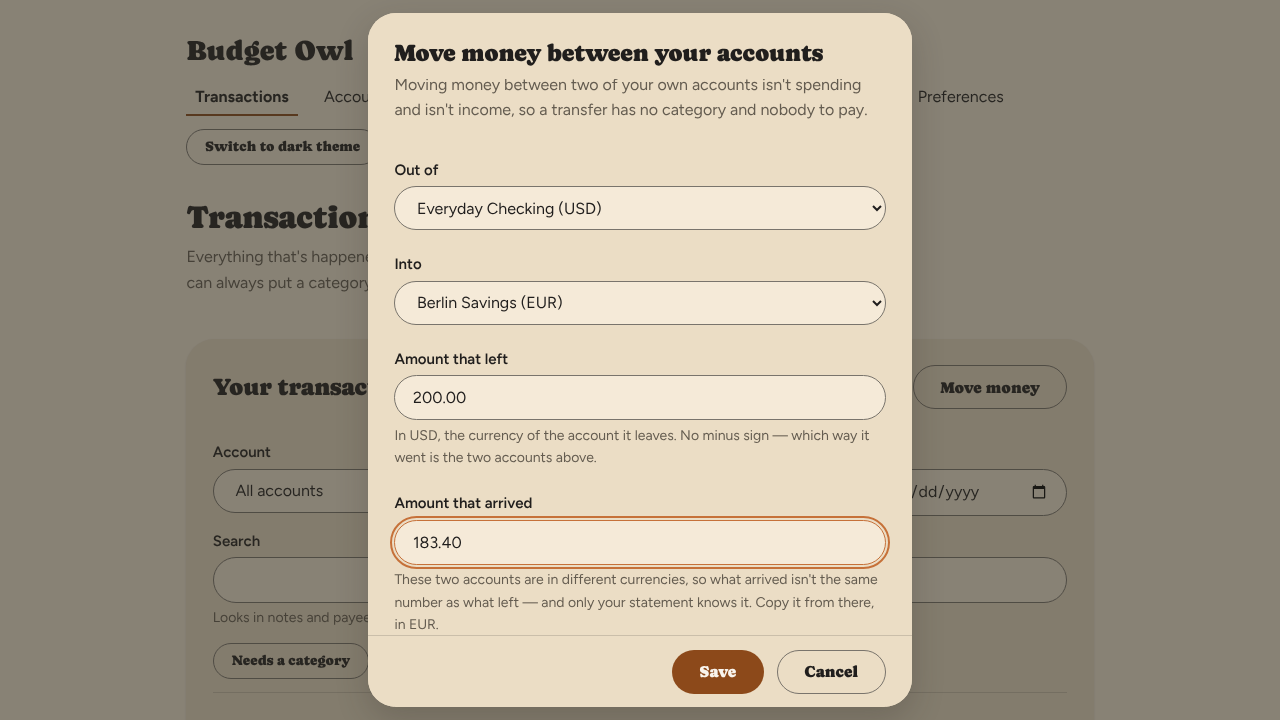 Budget Owl
Transactions
Preferences
Switch to dark theme
Everything that's
can always put a category
Your
Move money
Account
All accounts
/dd/yyyy
Search
Looks in notes and
Needs a category
Move money between your accounts
Moving money between two of your own accounts isn't spending
and isn't income, so a transfer has no category and nobody to pay.
Out of
Everyday Checking (USD)
Into
Berlin Savings (EUR)
Amount that left
200.00
In USD, the currency of the account it leaves. No minus sign — which way it
went is the two accounts above.
Amount that arrived
183.40
These two accounts are in different currencies, so what arrived isn't the same
number as what left — and only your statement knows it. Copy it from there,
in EUR.
Save
Cancel